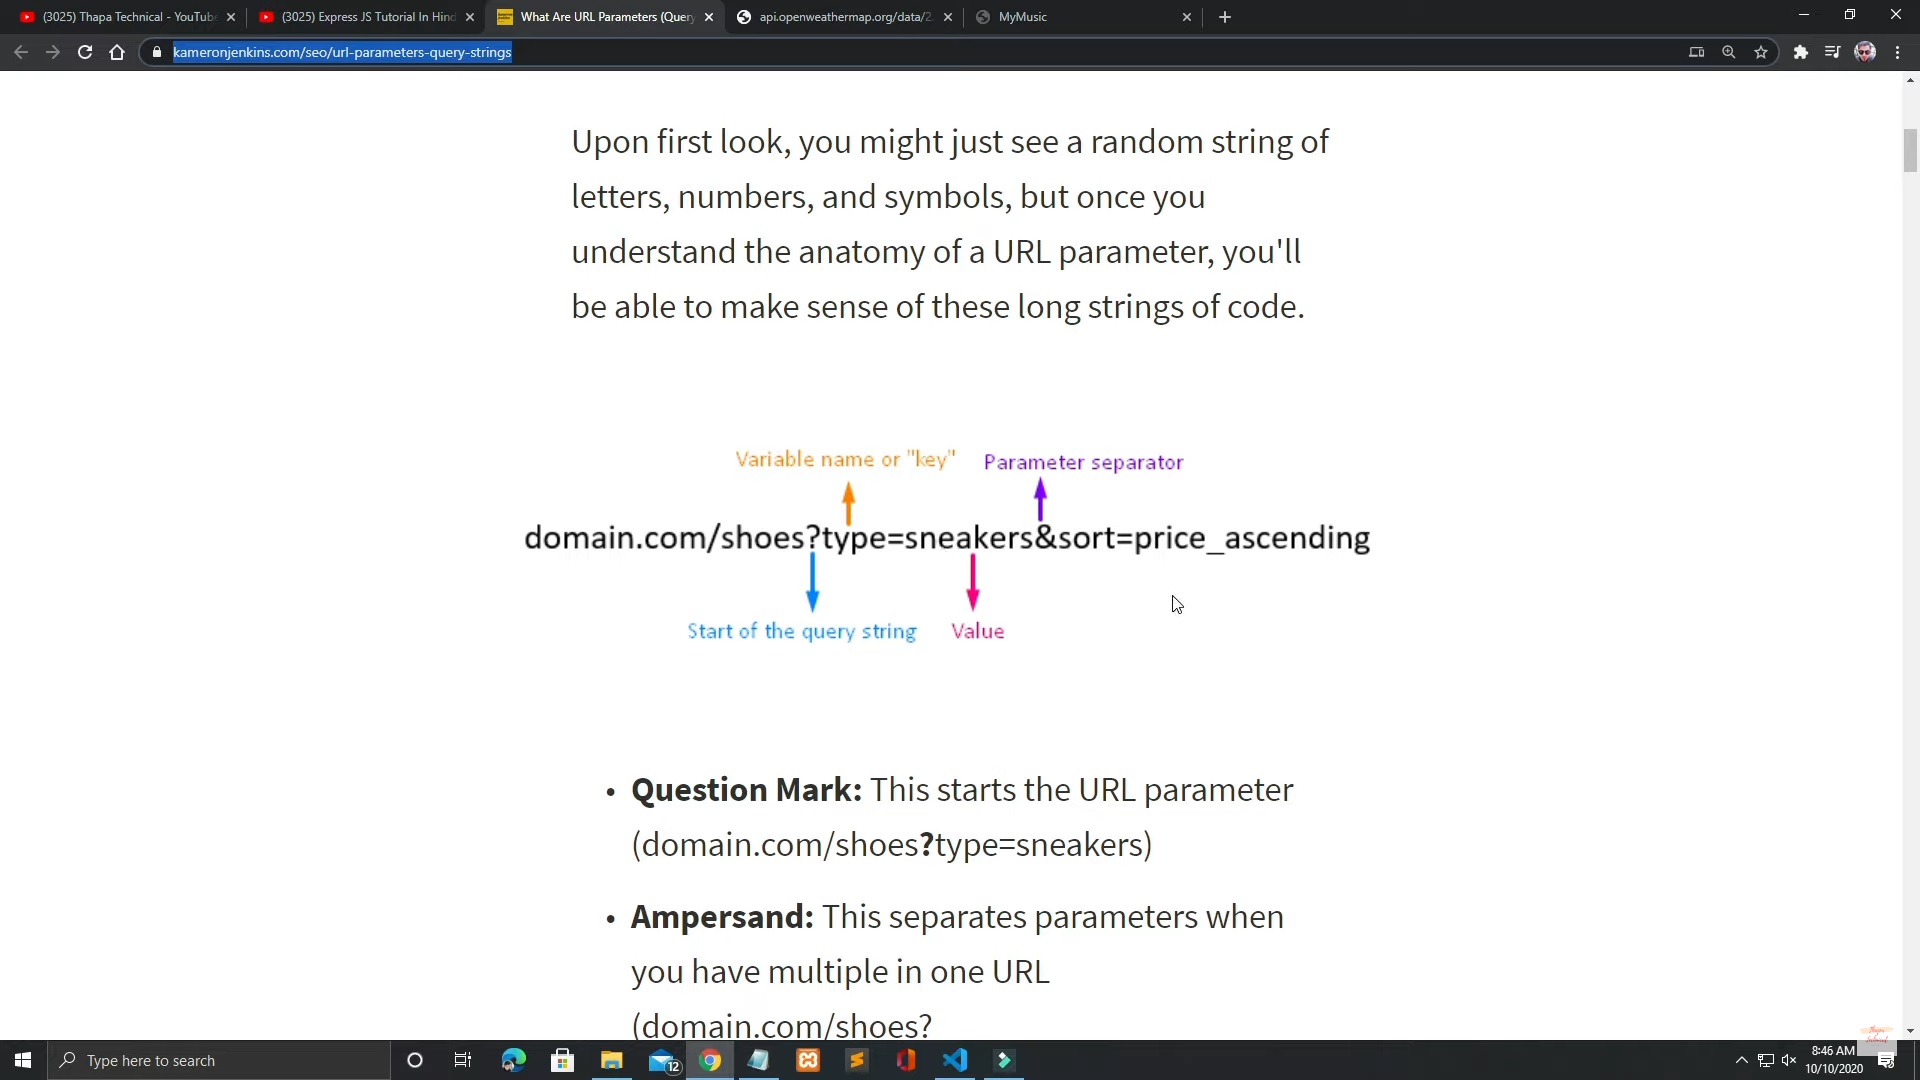 (3025) Thapa Technical - YouTub
(3025) Express JS Tutorial In Hind
What Are URL Parameters (Query
api.openweathermap.org/data/2
MyMusic
kameronjenkins.com/seo/url-parameters-query-strings
Upon first look, you might just see a random string of
letters, numbers, and symbols, but once you
understand the anatomy of a URL parameter, you'll
be able to make sense of these long strings of code.
Variable name or "key"
Parameter separator
domain.com/shoes?type=sneakers&sort=price_ascending
Start of the query string
Value
• Question Mark: This starts the URL parameter
(domain.com/shoes?type=sneakers)
• Ampersand: This separates parameters when
you have multiple in one URL
(domain.com/shoes?
Type here to search
12
8:46 AM
10/10/2020